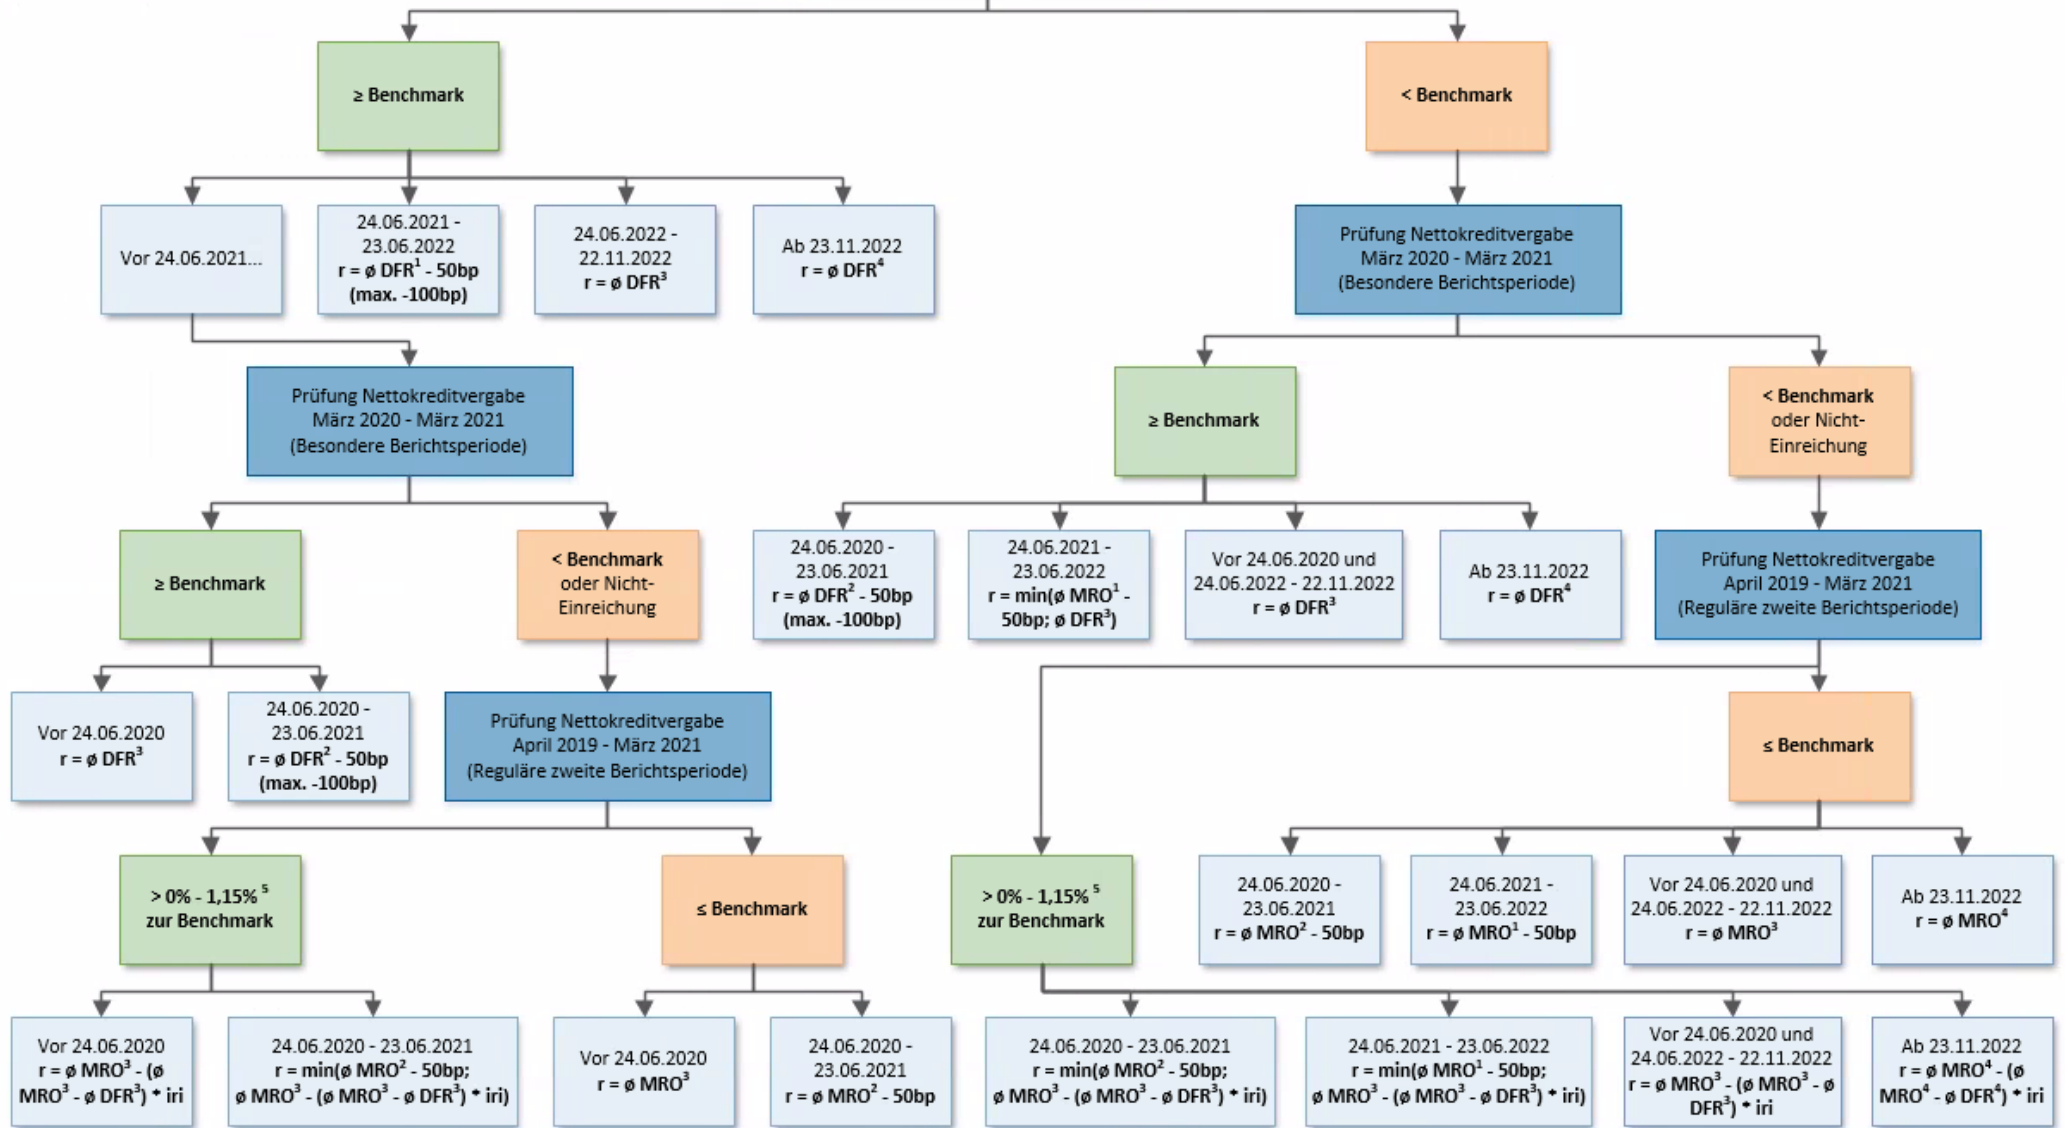 ≥ Benchmark
< Benchmark
Vor 24.06.2021...
24.06.2021 -
23.06.2022
r = ø DFR¹ - 50bp
(max. -100bp)
24.06.2022 -
22.11.2022
r = ø DFR³
Ab 23.11.2022
r = ø DFR⁴
Prüfung Nettokreditvergabe
März 2020 - März 2021
(Besondere Berichtsperiode)
Prüfung Nettokreditvergabe
März 2020 - März 2021
(Besondere Berichtsperiode)
≥ Benchmark
< Benchmark
oder Nicht-
Einreichung
≥ Benchmark
< Benchmark
oder Nicht-
Einreichung
24.06.2020 -
23.06.2021
r = ø DFR² - 50bp
(max. -100bp)
24.06.2021 -
23.06.2022
r = min(ø MRO¹ -
50bp; ø DFR³)
Vor 24.06.2020 und
24.06.2022 - 22.11.2022
r = ø DFR³
Ab 23.11.2022
r = ø DFR⁴
Prüfung Nettokreditvergabe
April 2019 - März 2021
(Reguläre zweite Berichtsperiode)
Vor 24.06.2020
r = ø DFR³
24.06.2020 -
23.06.2021
r = ø DFR² - 50bp
(max. -100bp)
Prüfung Nettokreditvergabe
April 2019 - März 2021
(Reguläre zweite Berichtsperiode)
≤ Benchmark
> 0% - 1,15% ⁵
zur Benchmark
≤ Benchmark
> 0% - 1,15% ⁵
zur Benchmark
24.06.2020 -
23.06.2021
r = ø MRO² - 50bp
24.06.2021 -
23.06.2022
r = ø MRO¹ - 50bp
Vor 24.06.2020 und
24.06.2022 - 22.11.2022
r = ø MRO³
Ab 23.11.2022
r = ø MRO⁴
Vor 24.06.2020
r = ø MRO³ - (ø
MRO³ - ø DFR³) * iri
24.06.2020 - 23.06.2021
r = min(ø MRO² - 50bp;
ø MRO³ - (ø MRO³ - ø DFR³) * iri)
Vor 24.06.2020
r = ø MRO³
24.06.2020 -
23.06.2021
r = ø MRO² - 50bp
24.06.2020 - 23.06.2021
r = min(ø MRO² - 50bp;
ø MRO³ - (ø MRO³ - ø DFR³) * iri)
24.06.2021 - 23.06.2022
r = min(ø MRO¹ - 50bp;
ø MRO³ - (ø MRO³ - ø DFR³) * iri)
Vor 24.06.2020 und
24.06.2022 - 22.11.2022
r = ø MRO³ - (ø MRO³ - ø
DFR³) * iri
Ab 23.11.2022
r = ø MRO⁴ - (ø
MRO⁴ - ø DFR⁴) * iri